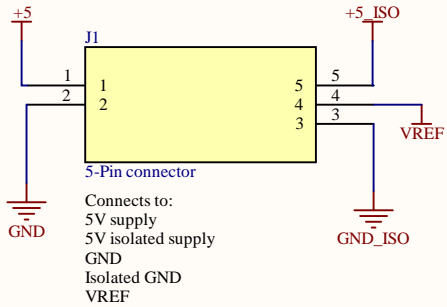 +5
+5_ISO
J1
1
1
5
5
2
2
4
4
3
3
VREF
5-Pin connector
GND
GND_ISO
Connects to:
5V supply
5V isolated supply
GND
Isolated GND
VREF